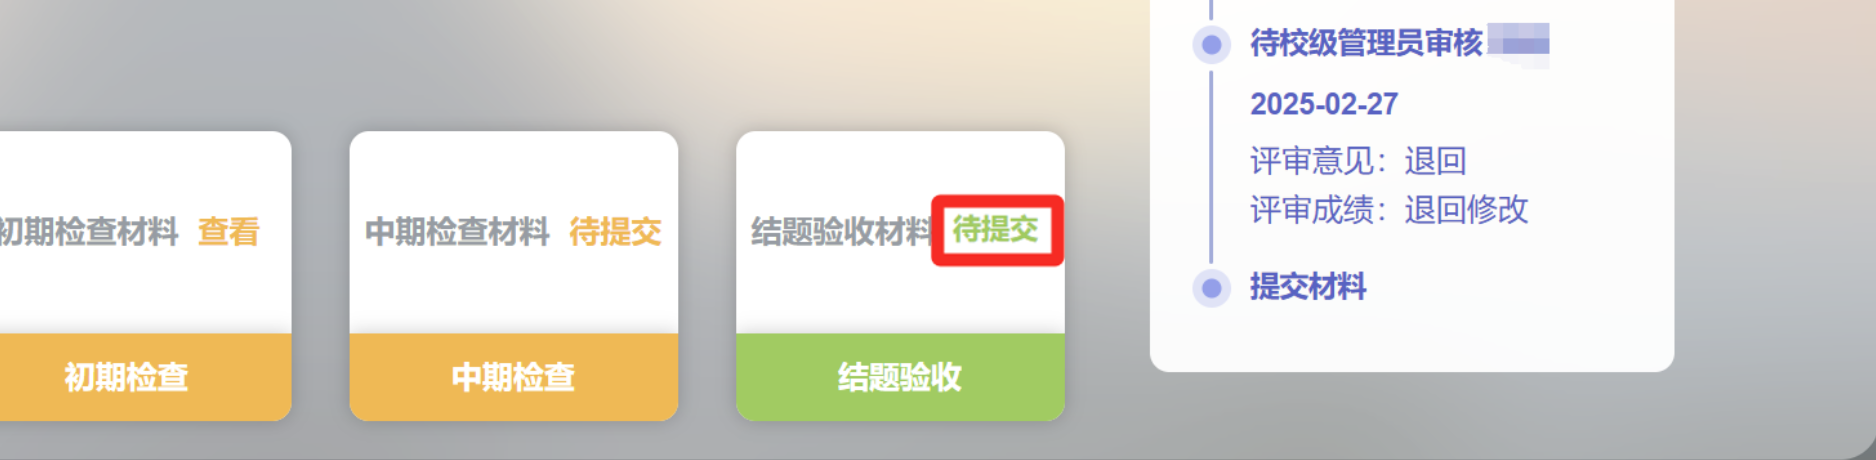 初期检查材料 查看
初期检查
中期检查材料 待提交
中期检查
结题验收材料 待提交
结题验收
待校级管理员审核
2025-02-27
评审意见：退回
评审成绩：退回修改
提交材料